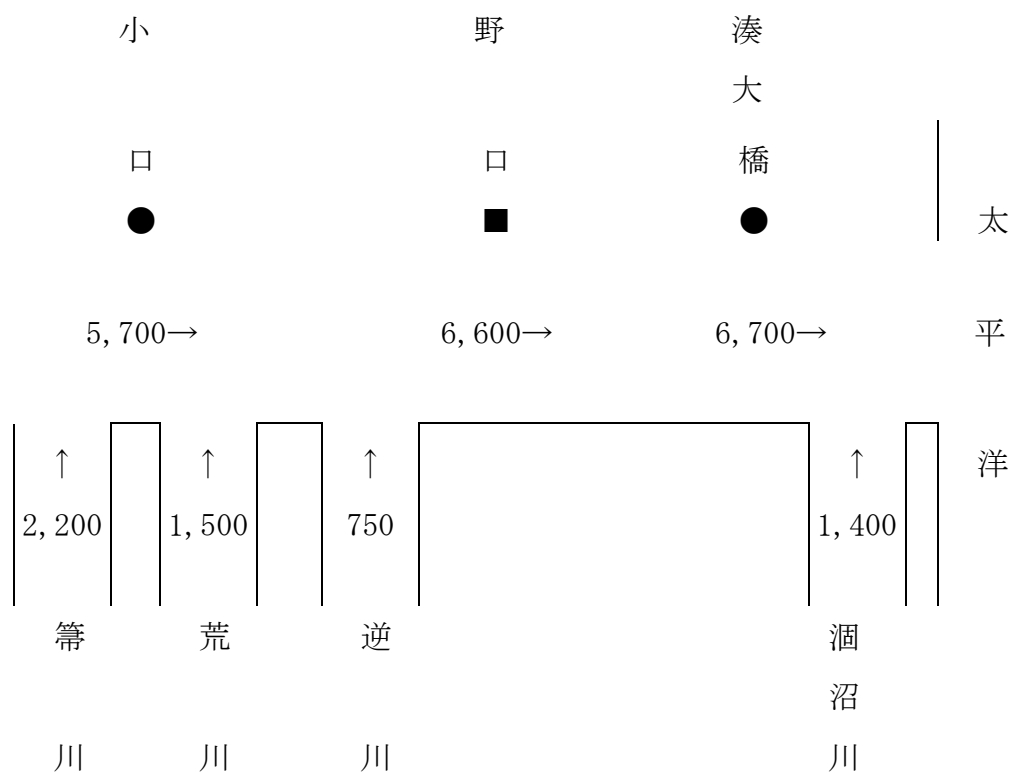 小口
野口
湊大橋
●
■
●
太平洋
5,700→
6,600→
6,700→
↑
↑
↑
↑
2,200
1,500
750
1,400
箒川
荒川
逆川
涸沼川